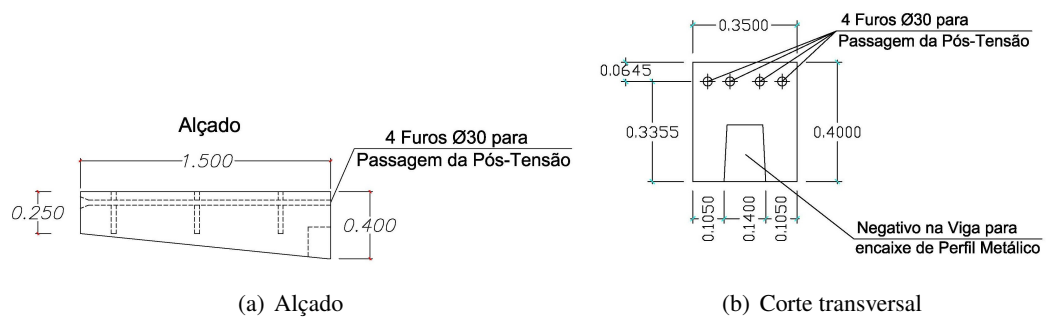 Alçado
1.500
4 Furos Ø30 para
Passagem da Pós-Tensão
0.250
0.400
(a) Alçado
0.3500
4 Furos Ø30 para
Passagem da Pós-Tensão
0.0645
0.3355
0.4000
0.1050
0.1400
0.1050
Negativo na Viga para
encaixe de Perfil Metálico
(b) Corte transversal